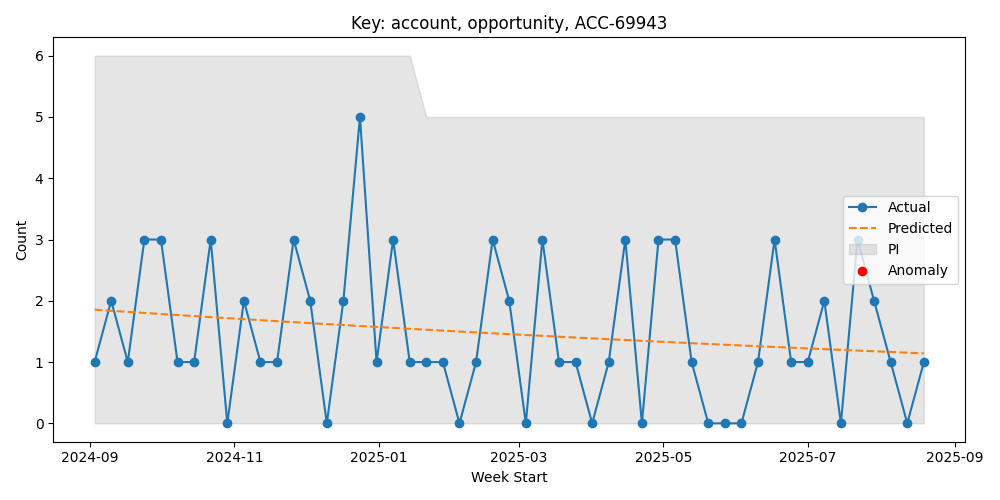 Key: account, opportunity, ACC-69943
6
5
4
3
2
1
0
Count
Actual
Predicted
PI
Anomaly
2024-09
2024-11
2025-01
2025-03
2025-05
2025-07
2025-09
Week Start